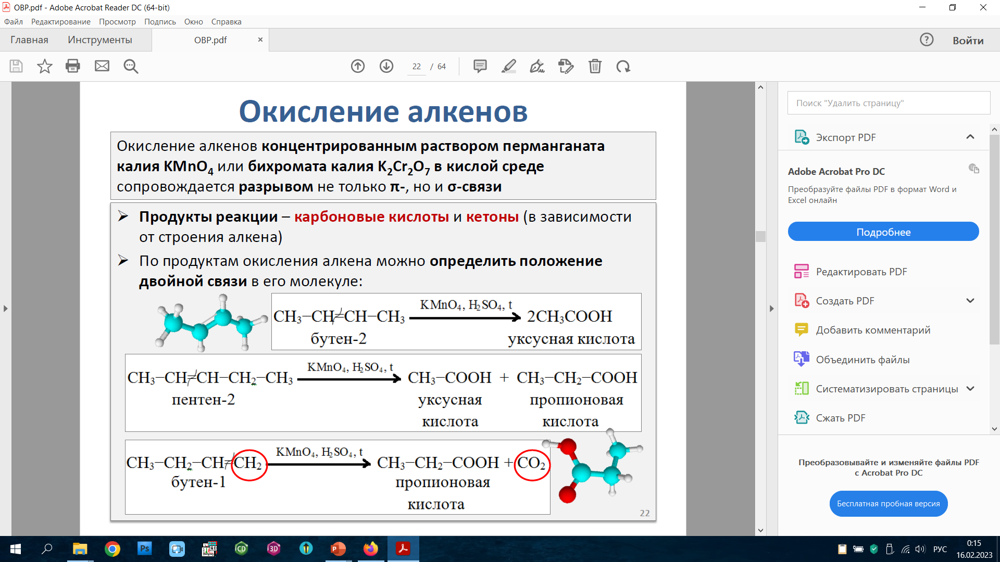 OBP.pdf - Adobe Acrobat Reader DC (64-bit)
Файл Редактирование Просмотр Подпись Окно Справка
Главная Инструменты OBP.pdf × Войти
22 / 64
Окисление алкенов
Окисление алкенов концентрированным раствором перманганата
калия KMnO4 или бихромата калия K2Cr2O7 в кислой среде
сопровождается разрывом не только π-, но и σ-связи
➢ Продукты реакции – карбоновые кислоты и кетоны (в зависимости
от строения алкена)
➢ По продуктам окисления алкена можно определить положение
двойной связи в его молекуле:
KMnO4, H2SO4, t
CH3−CH=CH−CH3 → 2CH3COOH
бутен-2 уксусная кислота
KMnO4, H2SO4, t
CH3−CH=CH−CH2−CH3 → CH3−COOH + CH3−CH2−COOH
пентен-2 уксусная пропионовая
кислота кислота
KMnO4, H2SO4, t
CH3−CH2−CH=CH2 → CH3−CH2−COOH + CO2
бутен-1 пропионовая
кислота
22
Поиск "Удалить страницу"
Экспорт PDF
Adobe Acrobat Pro DC
Преобразуйте файлы PDF в формат Word и
Excel онлайн
Подробнее
Редактировать PDF
Создать PDF
Добавить комментарий
Объединить файлы
Систематизировать страницы
Сжать PDF
Преобразовывайте и изменяйте файлы PDF
с Acrobat Pro DC
Бесплатная пробная версия
Ps CD 3D P
РУС
0:15
16.02.2023